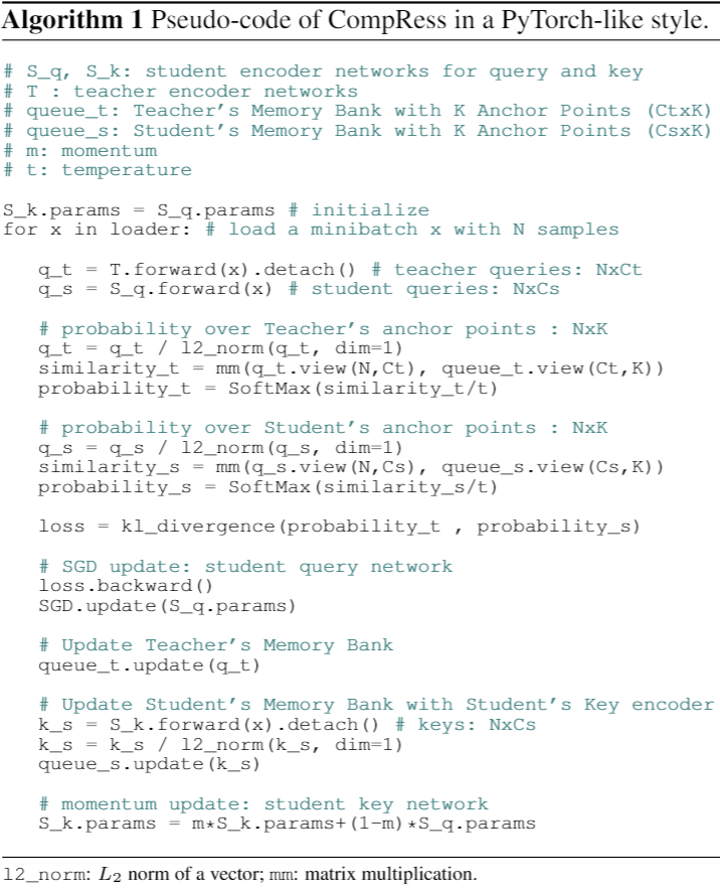 Algorithm 1 Pseudo-code of CompRess in a PyTorch-like style.
# S_q, S_k: student encoder networks for query and key
# T : teacher encoder networks
# queue_t: Teacher's Memory Bank with K Anchor Points (CtxK)
# queue_s: Student's Memory Bank with K Anchor Points (CsxK)
# m: momentum
# t: temperature
S_k.params = S_q.params # initialize
for x in loader: # load a minibatch x with N samples
q_t = T.forward(x).detach() # teacher queries: NxCt
q_s = S_q.forward(x) # student queries: NxCs
# probability over Teacher's anchor points : NxK
q_t = q_t / l2_norm(q_t, dim=1)
similarity_t = mm(q_t.view(N,Ct), queue_t.view(Ct,K))
probability_t = SoftMax(similarity_t/t)
# probability over Student's anchor points : NxK
q_s = q_s / l2_norm(q_s, dim=1)
similarity_s = mm(q_s.view(N,Cs), queue_s.view(Cs,K))
probability_s = SoftMax(similarity_s/t)
loss = kl_divergence(probability_t , probability_s)
# SGD update: student query network
loss.backward()
SGD.update(S_q.params)
# Update Teacher's Memory Bank
queue_t.update(q_t)
# Update Student's Memory Bank with Student's Key encoder
k_s = S_k.forward(x).detach() # keys: NxCs
k_s = k_s / l2_norm(k_s, dim=1)
queue_s.update(k_s)
# momentum update: student key network
S_k.params = m*S_k.params+(1-m)*S_q.params
l2_norm: L₂ norm of a vector; mm: matrix multiplication.